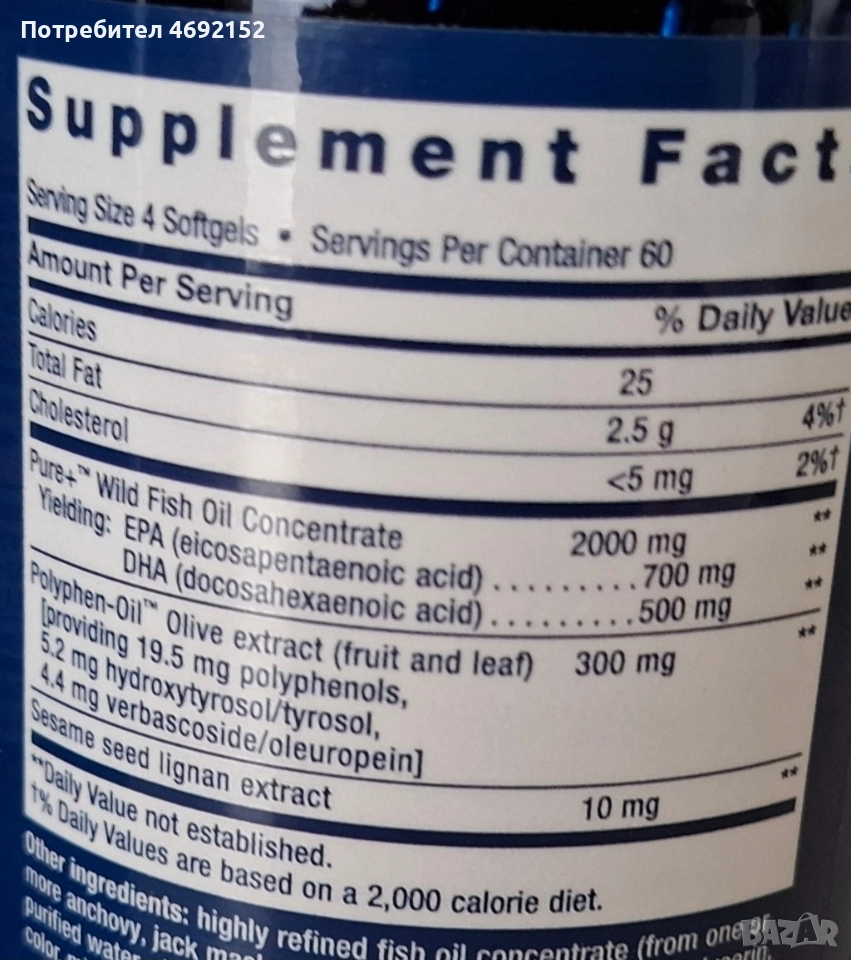 Потребител 4692152
Supplement Fact
Serving Size 4 Softgels • Servings Per Container 60
Amount Per Serving % Daily Value
Calories 25
Total Fat 2.5 g 4%†
Cholesterol <5 mg 2%†
Pure+™ Wild Fish Oil Concentrate 2000 mg **
Yielding: EPA (eicosapentaenoic acid) ..........700 mg **
DHA (docosahexaenoic acid)..........500 mg **
Polyphen-Oil™ Olive extract (fruit and leaf) 300 mg **
[providing 19.5 mg polyphenols,
5.2 mg hydroxytyrosol/tyrosol,
4.4 mg verbascoside/oleuropein]
Sesame seed lignan extract 10 mg **
**Daily Value not established.
†% Daily Values are based on a 2,000 calorie diet.
Other ingredients: highly refined fish oil concentrate (from one or
more anchovy, jack
purified water
color
BAZAR